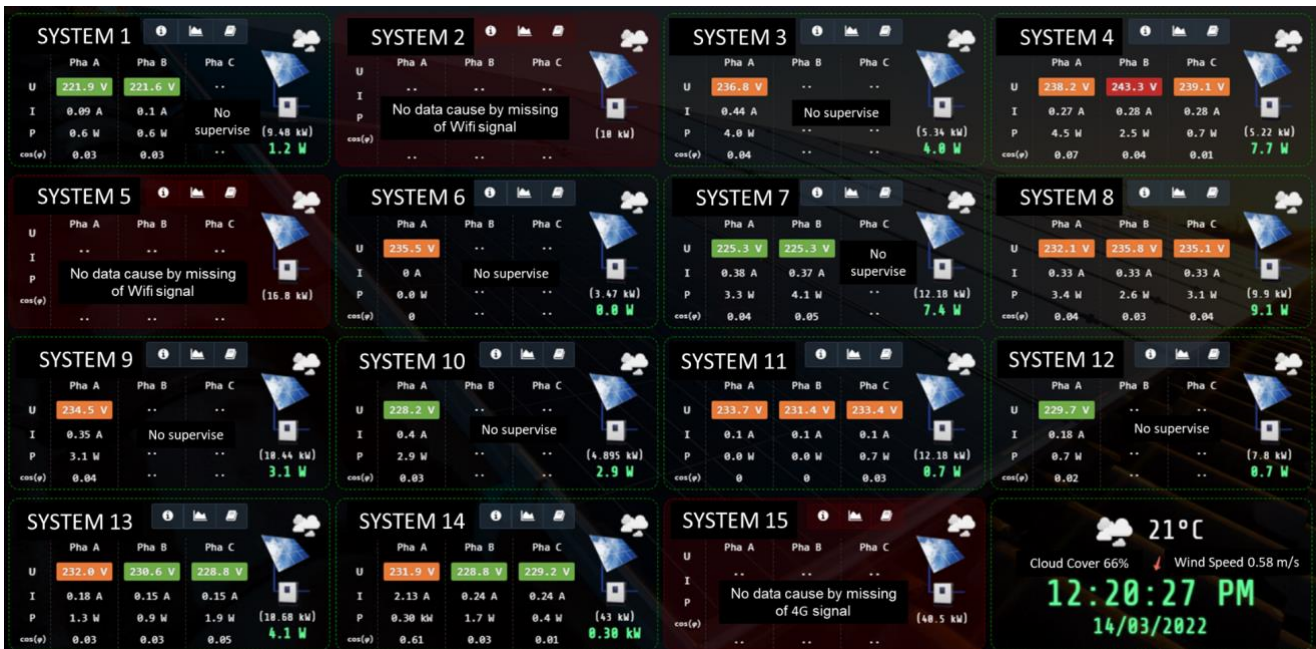 SYSTEM 1
Pha A Pha B Pha C
U 221.9 V 221.6 V ..
I 0.09 A 0.1 A No supervise
P 0.6 W 0.6 W (9.48 kW)
cos(φ) 0.03 0.03 .. 1.2 W
SYSTEM 2
Pha A Pha B Pha C
U .. .. ..
I
P No data cause by missing of Wifi signal (10 kW)
cos(φ) .. .. ..
SYSTEM 3
Pha A Pha B Pha C
U 236.8 V .. ..
I 0.44 A No supervise
P 4.0 W .. .. (5.34 kW)
cos(φ) 0.04 .. .. 4.0 W
SYSTEM 4
Pha A Pha B Pha C
U 238.2 V 243.3 V 239.1 V
I 0.27 A 0.28 A 0.28 A
P 4.5 W 2.5 W 0.7 W (5.22 kW)
cos(φ) 0.07 0.04 0.01 7.7 W
SYSTEM 5
Pha A Pha B Pha C
U .. .. ..
I
P No data cause by missing of Wifi signal (16.8 kW)
cos(φ) .. .. ..
SYSTEM 6
Pha A Pha B Pha C
U 235.5 V .. ..
I 0 A No supervise
P 0.0 W .. .. (3.47 kW)
cos(φ) 0 .. .. 0.0 W
SYSTEM 7
Pha A Pha B Pha C
U 225.3 V 225.3 V No supervise
I 0.38 A 0.37 A
P 3.3 W 4.1 W .. (12.18 kW)
cos(φ) 0.04 0.05 .. 7.4 W
SYSTEM 8
Pha A Pha B Pha C
U 232.1 V 235.8 V 235.1 V
I 0.33 A 0.33 A 0.33 A
P 3.4 W 2.6 W 3.1 W (9.9 kW)
cos(φ) 0.04 0.03 0.04 9.1 W
SYSTEM 9
Pha A Pha B Pha C
U 234.5 V .. ..
I 0.35 A No supervise
P 3.1 W .. .. (10.44 kW)
cos(φ) 0.04 .. .. 3.1 W
SYSTEM 10
Pha A Pha B Pha C
U 228.2 V .. ..
I 0.4 A No supervise
P 2.9 W .. .. (4.895 kW)
cos(φ) 0.03 .. .. 2.9 W
SYSTEM 11
Pha A Pha B Pha C
U 233.7 V 231.4 V 233.4 V
I 0.1 A 0.1 A 0.1 A
P 0.0 W 0.0 W 0.7 W (12.18 kW)
cos(φ) 0 0 0.03 0.7 W
SYSTEM 12
Pha A Pha B Pha C
U 229.7 V .. ..
I 0.18 A No supervise
P 0.7 W .. .. (7.8 kW)
cos(φ) 0.02 .. .. 0.7 W
SYSTEM 13
Pha A Pha B Pha C
U 232.0 V 230.6 V 228.8 V
I 0.18 A 0.15 A 0.15 A
P 1.3 W 0.9 W 1.9 W (10.68 kW)
cos(φ) 0.03 0.03 0.05 4.1 W
SYSTEM 14
Pha A Pha B Pha C
U 231.9 V 228.8 V 229.2 V
I 2.13 A 0.24 A 0.24 A
P 0.30 kW 1.7 W 0.4 W (43 kW)
cos(φ) 0.61 0.03 0.01 0.30 kW
SYSTEM 15
Pha A Pha B Pha C
U .. .. ..
I
P No data cause by missing of 4G signal (40.5 kW)
cos(φ) .. .. ..
21°C
Cloud Cover 66% Wind Speed 0.58 m/s
12:20:27 PM
14/03/2022